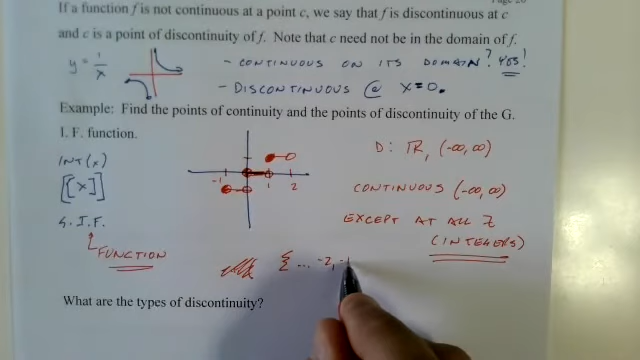 If a function f is not continuous at a point c, we say that f is discontinuous at c
and c is a point of discontinuity of f. Note that c need not be in the domain of f.
y = 1/x
- CONTINUOUS ON ITS DOMAIN? YES!
- DISCONTINUOUS @ X=0.
Example: Find the points of continuity and the points of discontinuity of the G.
I. F. function.
INT(x)
[[x]]
G.I.F.
FUNCTION
-1 1 2
D: ℝ, (-∞,∞)
CONTINUOUS (-∞,∞)
EXCEPT AT ALL Z
(INTEGERS)
{ ... -2, -1
What are the types of discontinuity?